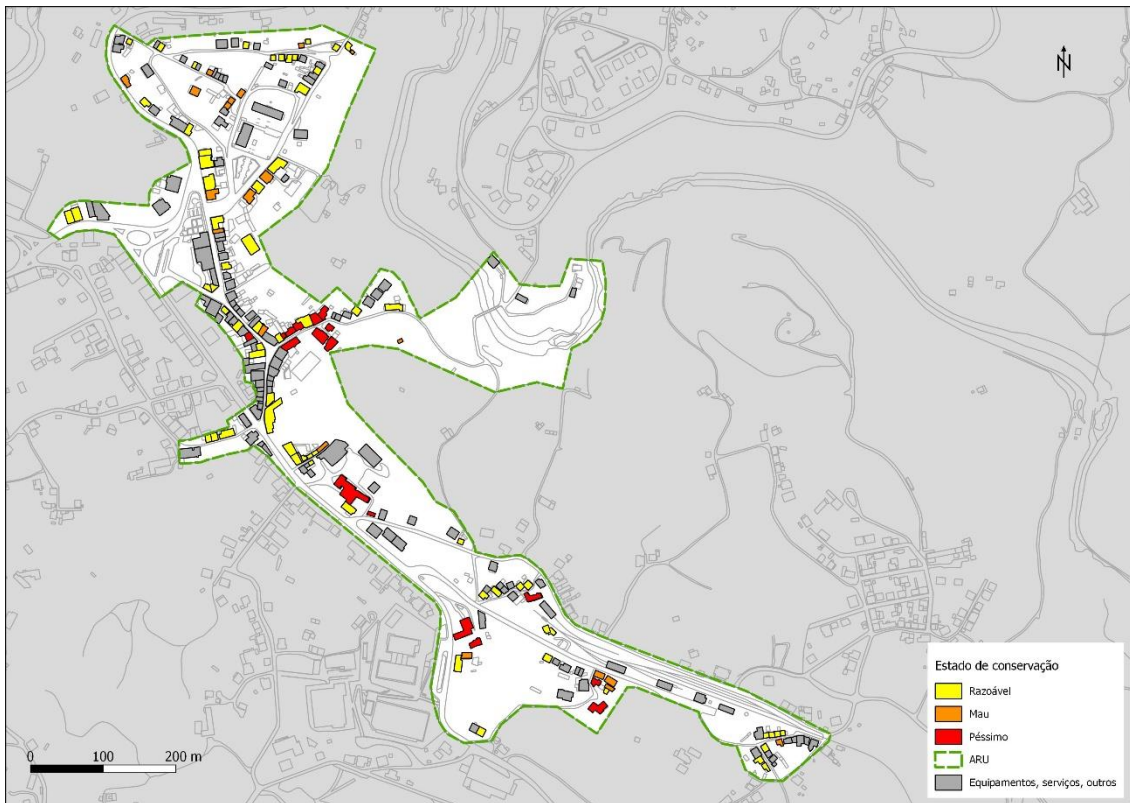 N
Estado de conservação
Razoável
Mau
Péssimo
ARU
Equipamentos, serviços, outros
0 100 200 m